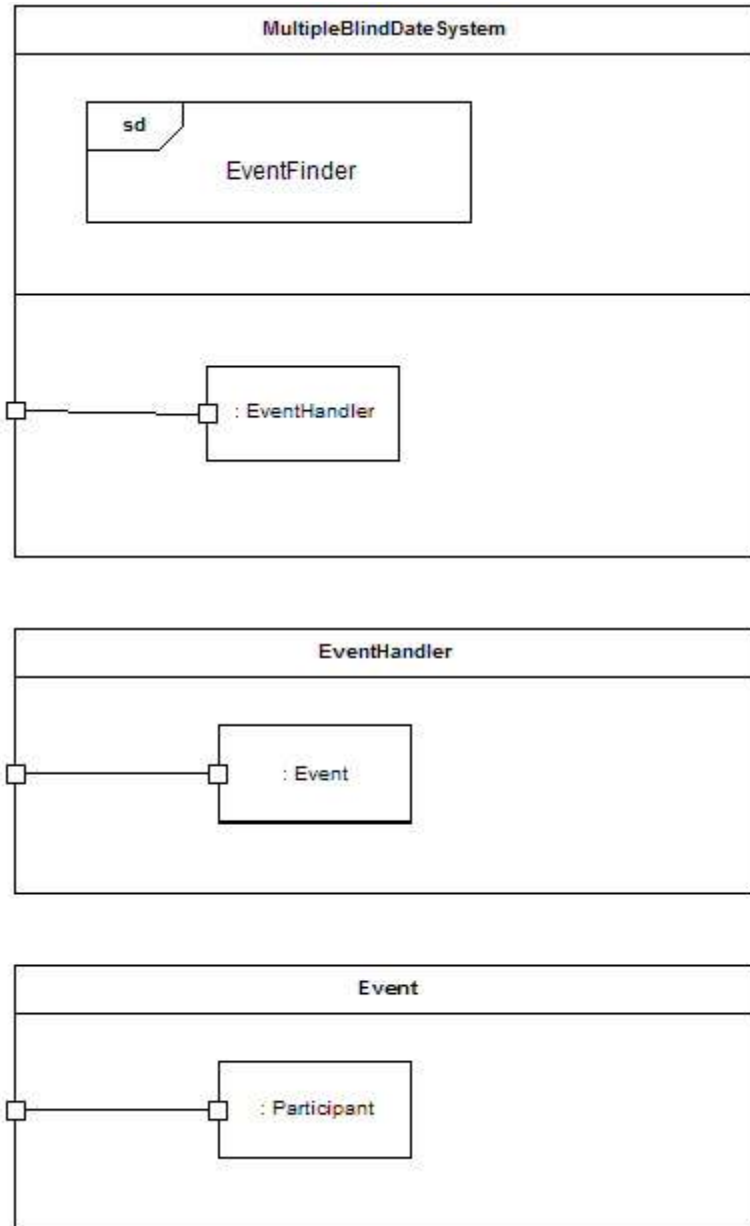 MultipleBlindDateSystem
sd
EventFinder
: EventHandler
EventHandler
: Event
Event
: Participant